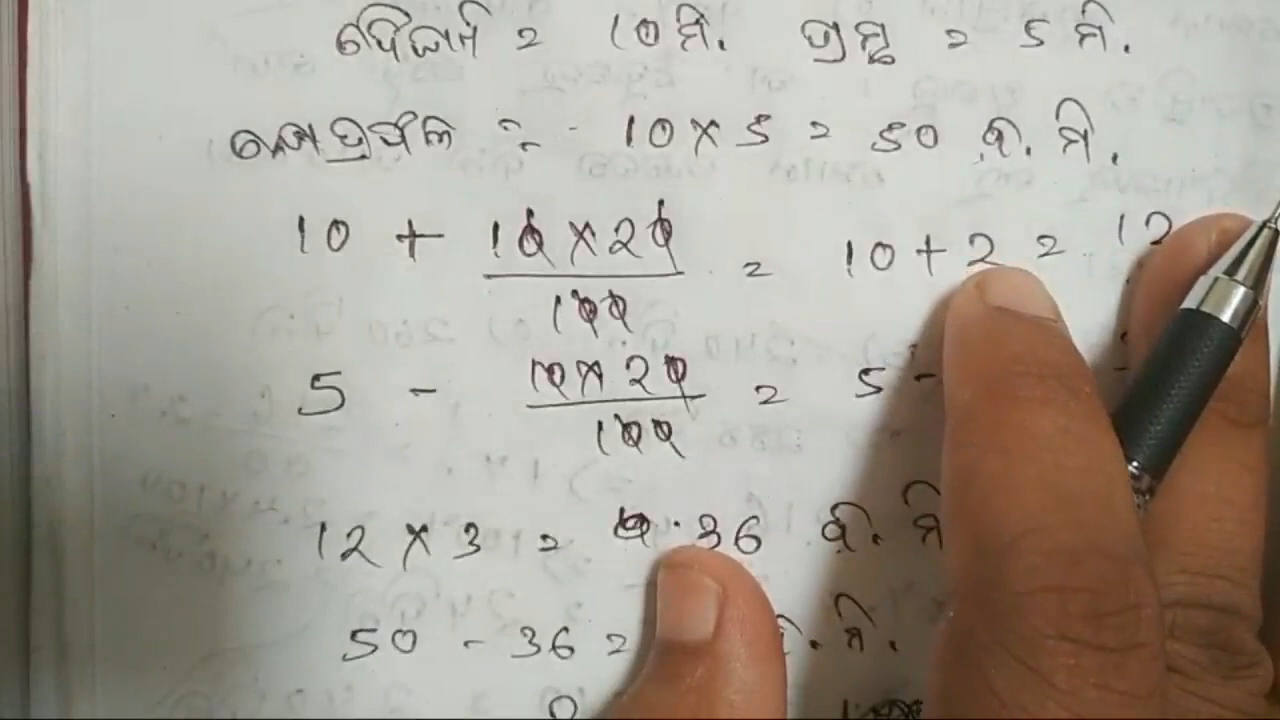 ଦୈର୍ଘ୍ୟ = 10 ମି. ପ୍ରସ୍ଥ = 5 ମି.
କ୍ଷେତ୍ରଫଳ = 10 × 5 = 50 ବ. ମି.
10 + 10 × 20 / 100 = 10 + 2 = 12
5 - 10 × 20 / 100 = 5 -
12 × 3 = 36 ବ. ମି
50 - 36 = ମି.